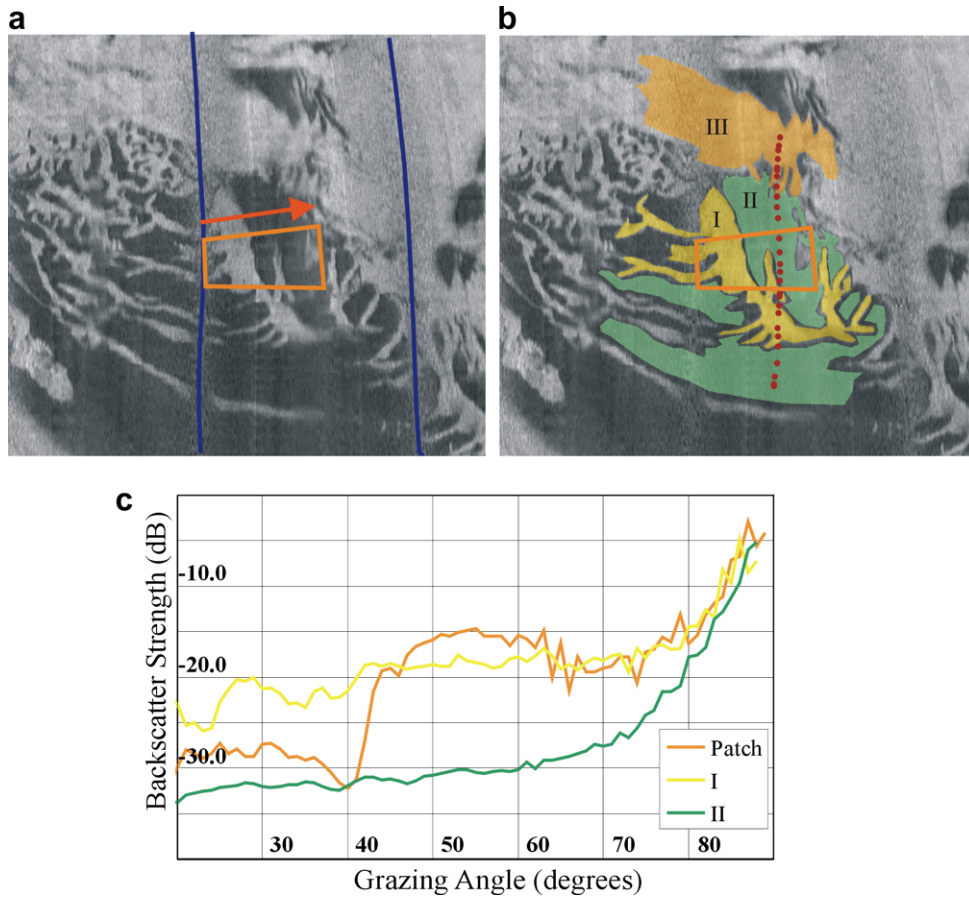 a
b
III
II
I
c
Backscatter Strength (dB)
-10.0
-20.0
-30.0
Patch
I
II
30 40 50 60 70 80
Grazing Angle (degrees)